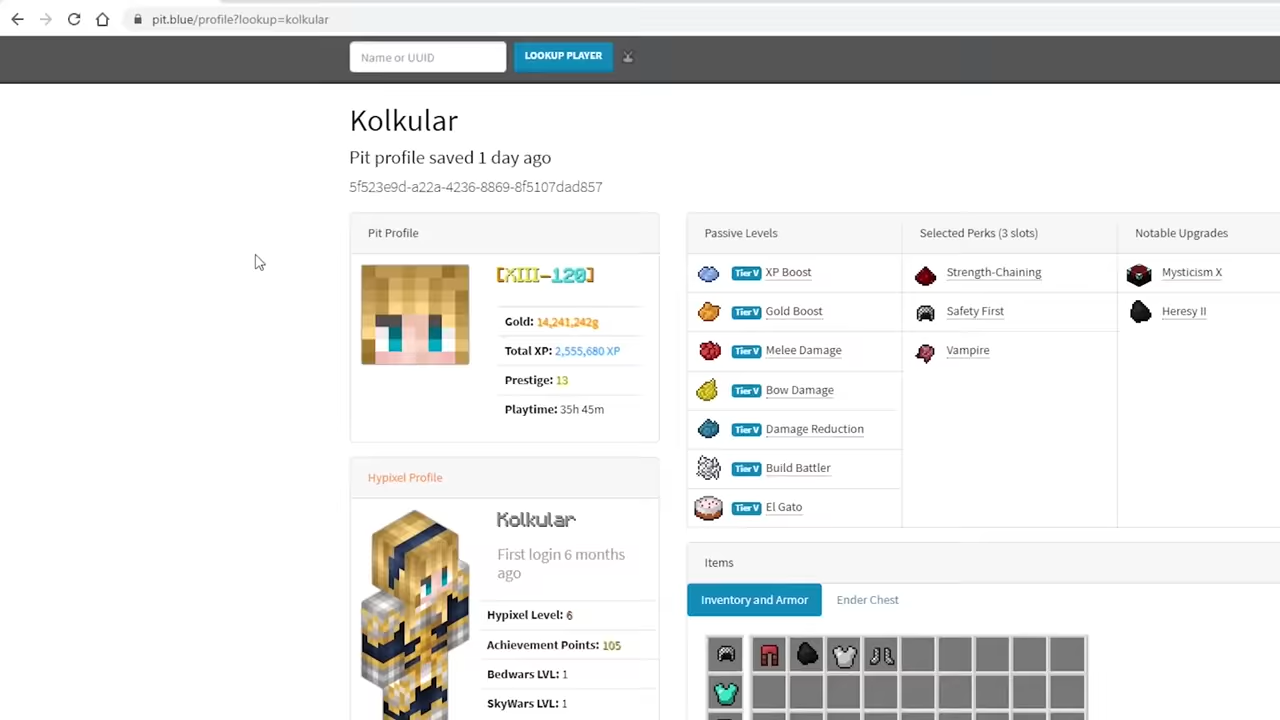 pit.blue/profile?lookup=kolkular
Name or UUID
LOOKUP PLAYER
Kolkular
Pit profile saved 1 day ago
5f523e9d-a22a-4236-8869-8f5107dad857
Pit Profile
[XIII-120]
Gold: 14,241,242g
Total XP: 2,555,680 XP
Prestige: 13
Playtime: 35h 45m
Hypixel Profile
Kolkular
First login 6 months
ago
Hypixel Level: 6
Achievement Points: 105
Bedwars LVL: 1
SkyWars LVL: 1
Passive Levels
Tier V XP Boost
Tier V Gold Boost
Tier V Melee Damage
Tier V Bow Damage
Tier V Damage Reduction
Tier V Build Battler
Tier V El Gato
Selected Perks (3 slots)
Strength-Chaining
Safety First
Vampire
Notable Upgrades
Mysticism X
Heresy II
Items
Inventory and Armor
Ender Chest